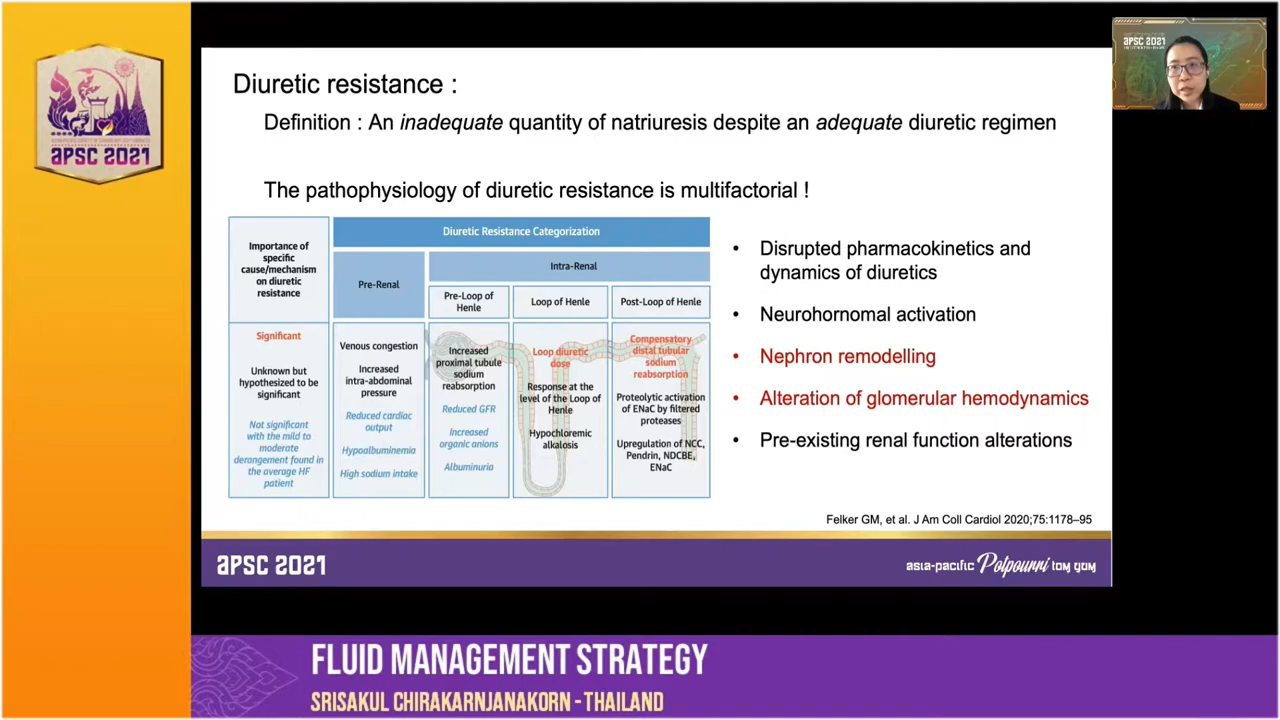 APSC 2021
APSC 2021
Diuretic resistance :
Definition : An inadequate quantity of natriuresis despite an adequate diuretic regimen
The pathophysiology of diuretic resistance is multifactorial !
Importance of
specific
cause/mechanism
on diuretic
resistance
Diuretic Resistance Categorization
Pre-Renal
Intra-Renal
Pre-Loop of
Henle
Loop of Henle
Post-Loop of Henle
Significant
Unknown but
hypothesized to be
significant
Not significant
with the mild to
moderate
derangement found in
the average HF
patient
Venous congestion
Increased
intra-abdominal
pressure
Reduced cardiac
output
Hypoalbuminemia
High sodium intake
Increased
proximal tubule
sodium
reabsorption
Reduced GFR
Increased
organic anions
Albuminuria
Loop diuretic
dose
Response at the
level of the Loop of
Henle
Hypochloremic
alkalosis
Compensatory
distal tubular
sodium
reabsorption
Proteolytic activation
of ENaC by filtered
proteases
Upregulation of NCC,
Pendrin, NDCBE,
ENaC
• Disrupted pharmacokinetics and
dynamics of diuretics
• Neurohornomal activation
• Nephron remodelling
• Alteration of glomerular hemodynamics
• Pre-existing renal function alterations
Felker GM, et al. J Am Coll Cardiol 2020;75:1178–95
APSC 2021
asia-pacific Potpourri tom yum
FLUID MANAGEMENT STRATEGY
SRISAKUL CHIRAKARNJANAKORN - THAILAND